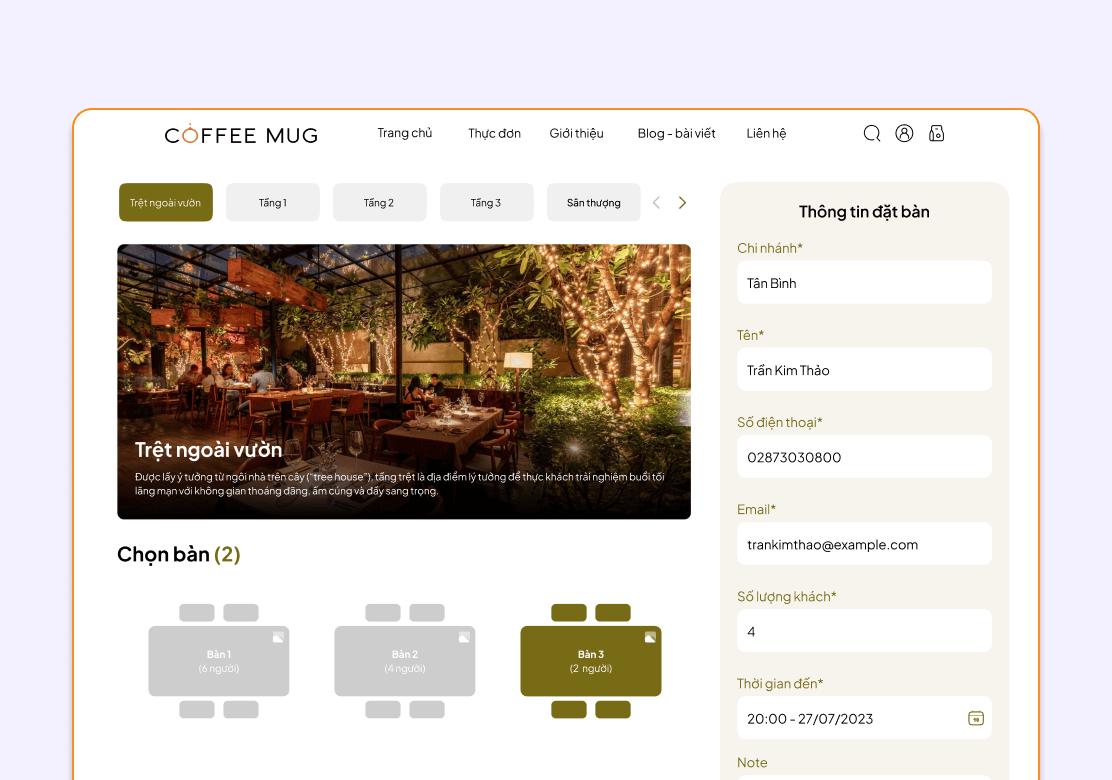 COFFEE MUG
Trang chủ
Thực đơn
Giới thiệu
Blog - bài viết
Liên hệ
Trệt ngoài vườn
Tầng 1
Tầng 2
Tầng 3
Sân thượng
Trệt ngoài vườn
Được lấy ý tưởng từ ngôi nhà trên cây (“tree house”), tầng trệt là địa điểm lý tưởng để thực khách trải nghiệm buổi tối
lãng mạn với không gian thoáng đãng, ấm cúng và đầy sang trọng.
Chọn bàn (2)
Bàn 1
(6 người)
Bàn 2
(4 người)
Bàn 3
(2 người)
Thông tin đặt bàn
Chi nhánh*
Tân Bình
Tên*
Trần Kim Thảo
Số điện thoại*
02873030800
Email*
trankimthao@example.com
Số lượng khách*
4
Thời gian đến*
20:00 - 27/07/2023
Note